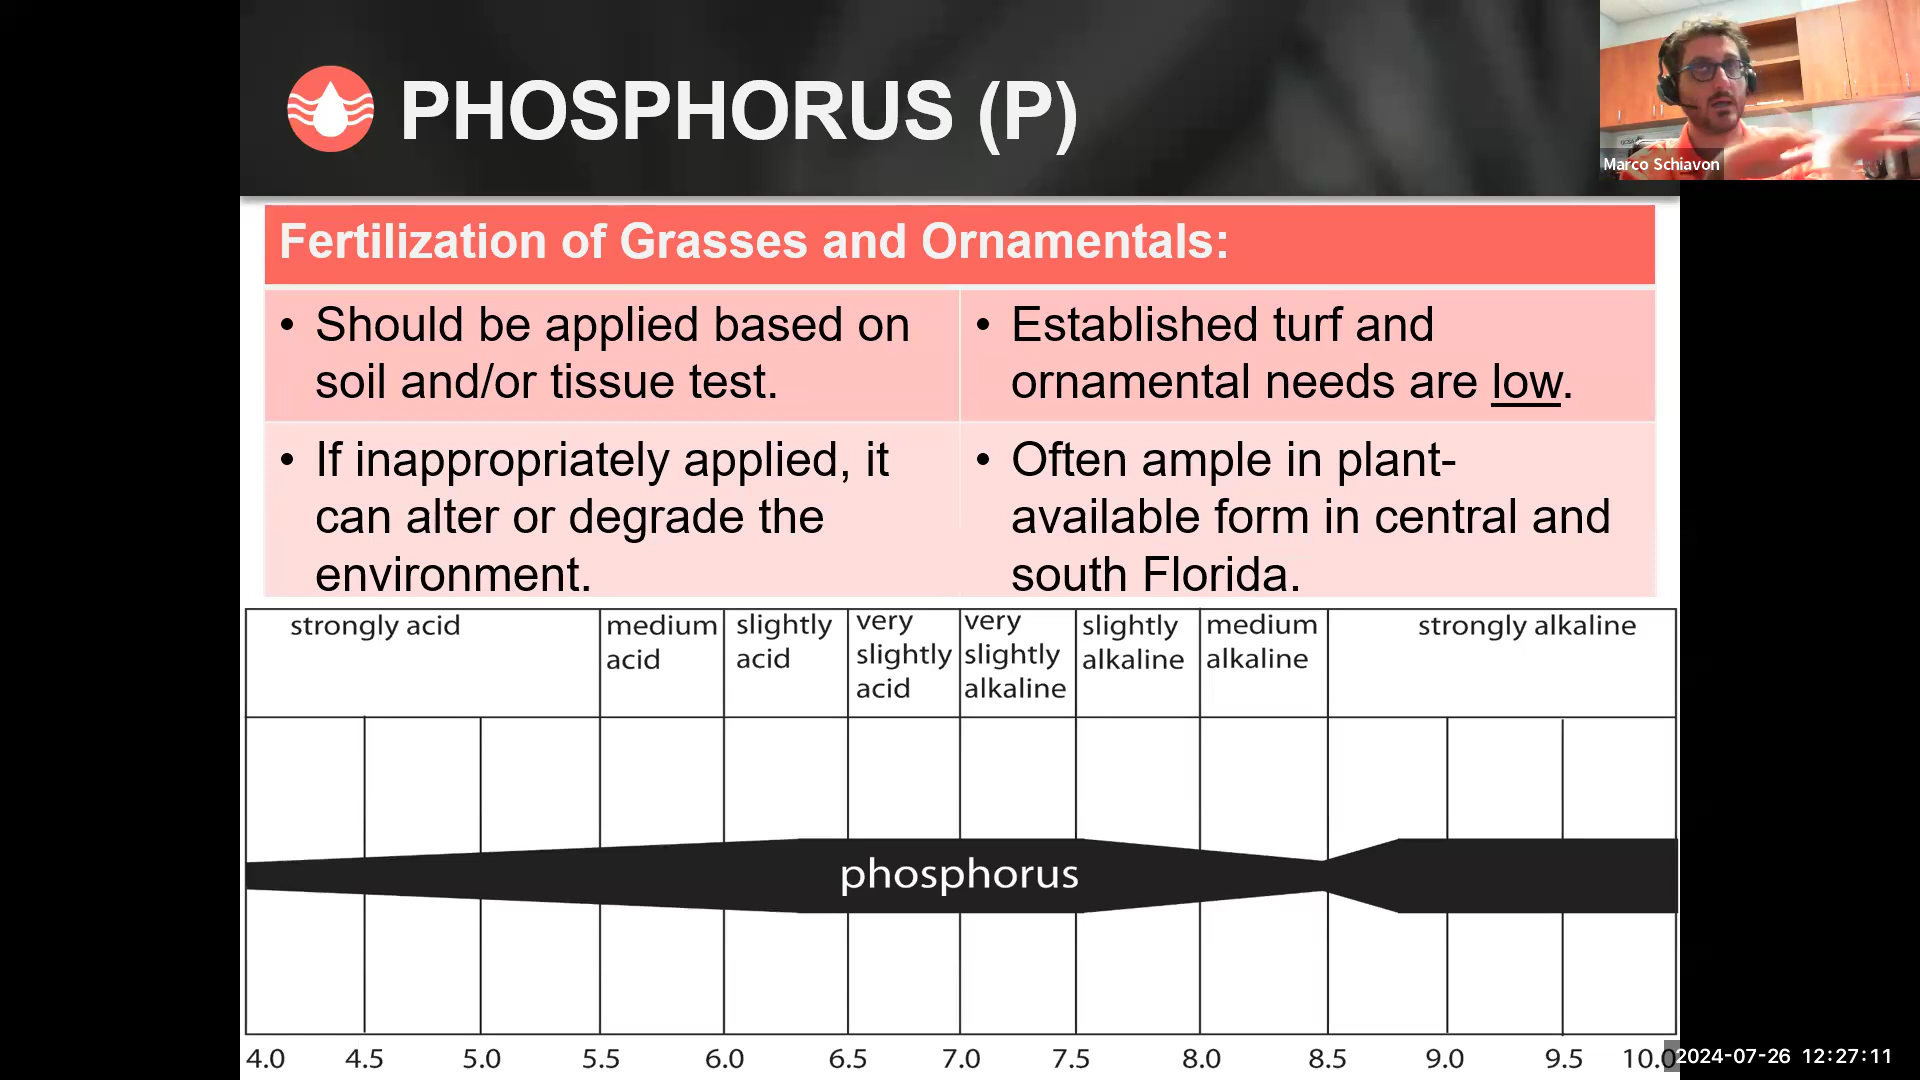 PHOSPHORUS (P)
Marco Schiavon
Fertilization of Grasses and Ornamentals:
• Should be applied based on
soil and/or tissue test.
• Established turf and
ornamental needs are low.
• If inappropriately applied, it
can alter or degrade the
environment.
• Often ample in plant-
available form in central and
south Florida.
strongly acid
medium
acid
slightly
acid
very
slightly
acid
very
slightly
alkaline
slightly
alkaline
medium
alkaline
strongly alkaline
phosphorus
4.0 4.5 5.0 5.5 6.0 6.5 7.0 7.5 8.0 8.5 9.0 9.5 10.0
2024-07-26 12:27:11